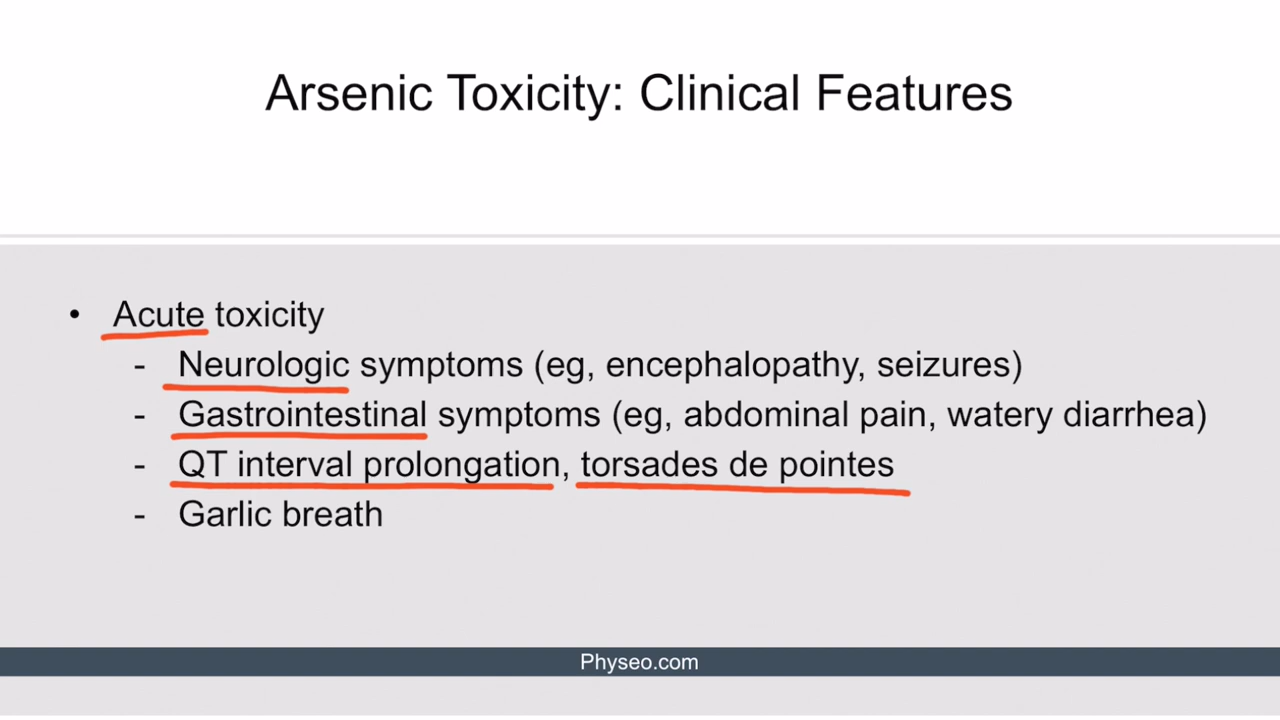 Arsenic Toxicity: Clinical Features
• Acute toxicity
- Neurologic symptoms (eg, encephalopathy, seizures)
- Gastrointestinal symptoms (eg, abdominal pain, watery diarrhea)
- QT interval prolongation, torsades de pointes
- Garlic breath
Physeo.com